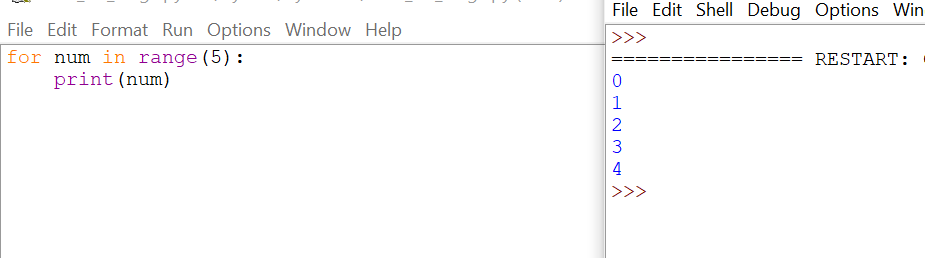 File Edit Format Run Options Window Help
for num in range(5):
    print(num)
File Edit Shell Debug Options Win
>>>
================ RESTART:
0
1
2
3
4
>>>